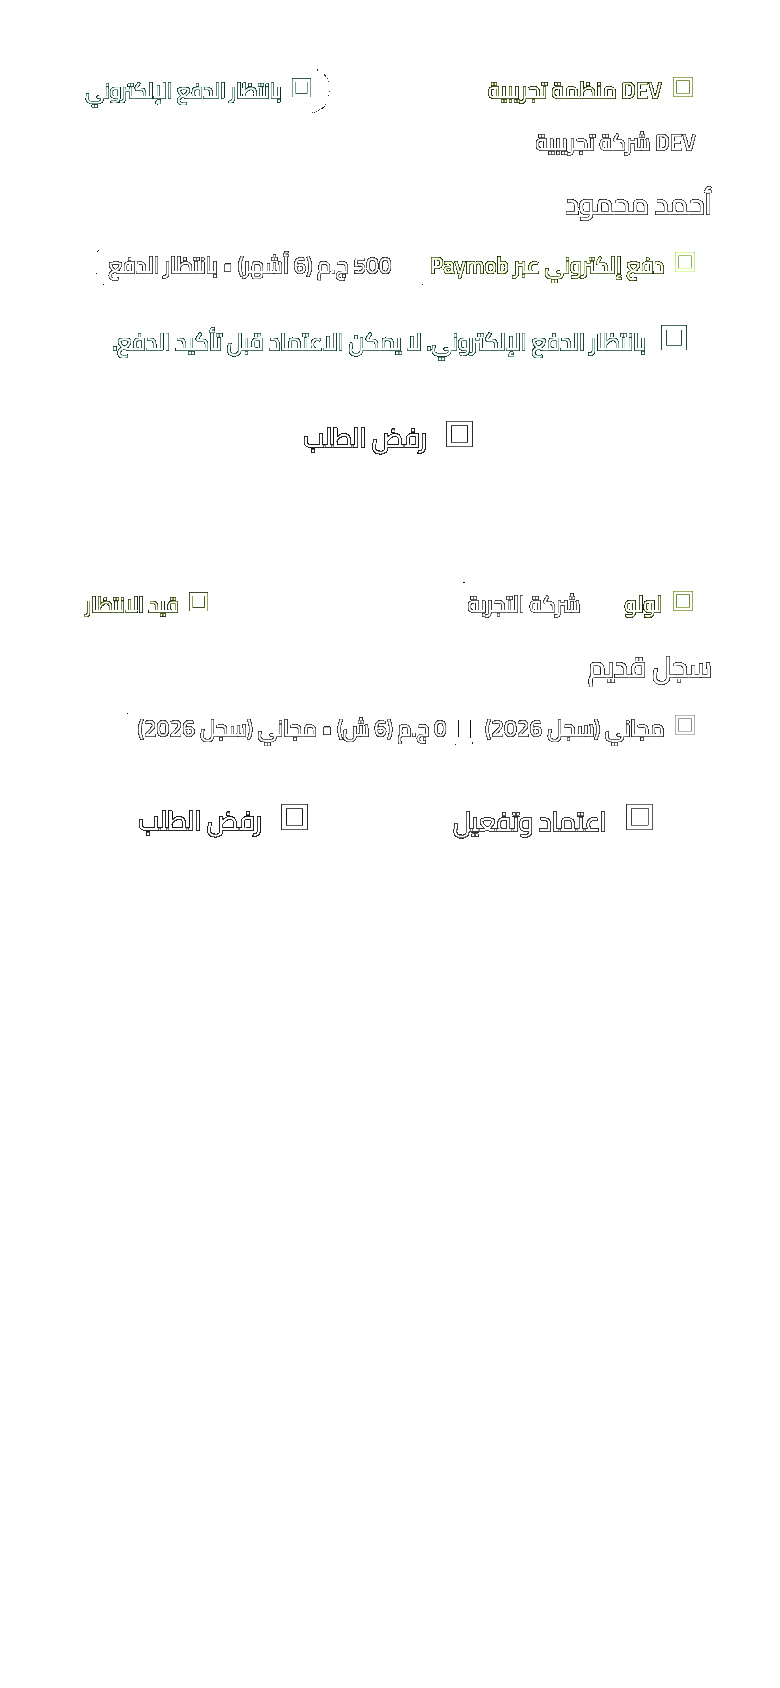 DEV منظمة تجريبية بانتظار الدفع الإلكتروني
DEV شركة تجريبية
أحمد محمود
دفع إلكتروني عبر Paymob 500 ج.م (6 أشهر) • بانتظار الدفع
بانتظار الدفع الإلكتروني. لا يمكن الاعتماد قبل تأكيد الدفع.
رفض الطلب
لولو شركة التجربة قيد الانتظار
سجل قديم
مجاني (سجل 2026) 0 ج.م (6 ش) • مجاني (سجل 2026)
اعتماد وتفعيل رفض الطلب